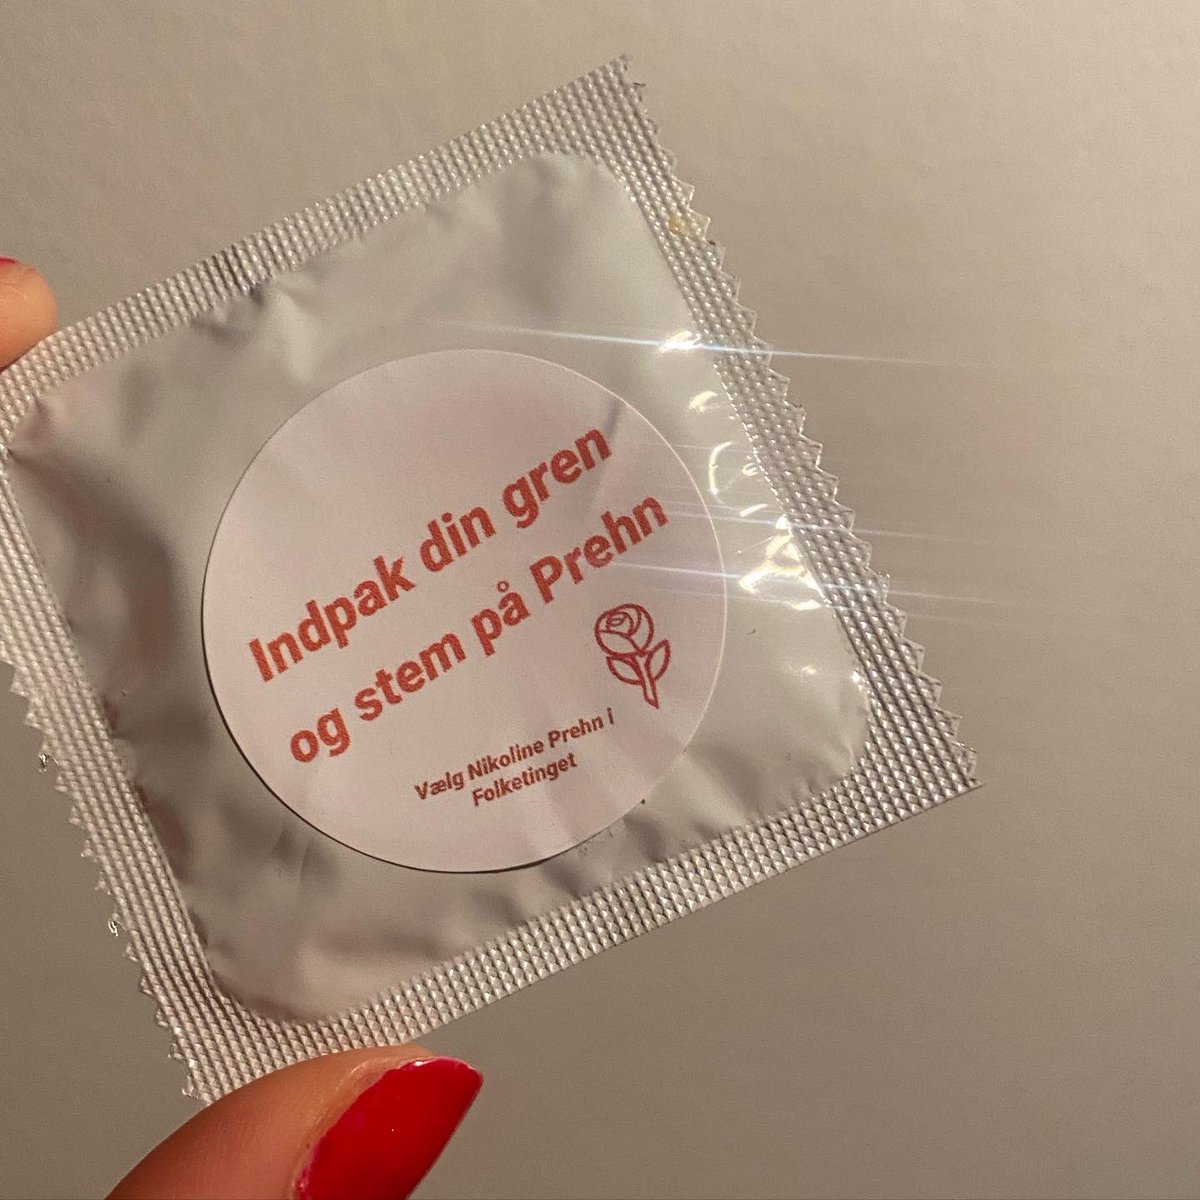 Indpak din gren
og stem på Prehn
Vælg Nikoline Prehn i
Folketinget